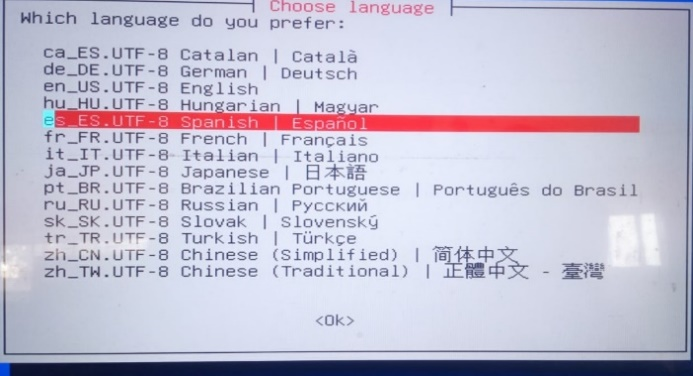 Choose language
Which language do you prefer:
ca_ES.UTF-8 Catalan | Català
de_DE.UTF-8 German | Deutsch
en_US.UTF-8 English
hu_HU.UTF-8 Hungarian | Magyar
es_ES.UTF-8 Spanish | Español
fr_FR.UTF-8 French | Français
it_IT.UTF-8 Italian | Italiano
ja_JP.UTF-8 Japanese | 日本語
pt_BR.UTF-8 Brazilian Portuguese | Português do Brasil
ru_RU.UTF-8 Russian | Русский
sk_SK.UTF-8 Slovak | Slovenský
tr_TR.UTF-8 Turkish | Türkçe
zh_CN.UTF-8 Chinese (Simplified) | 简体中文
zh_TW.UTF-8 Chinese (Traditional) | 正體中文 - 臺灣
<Ok>